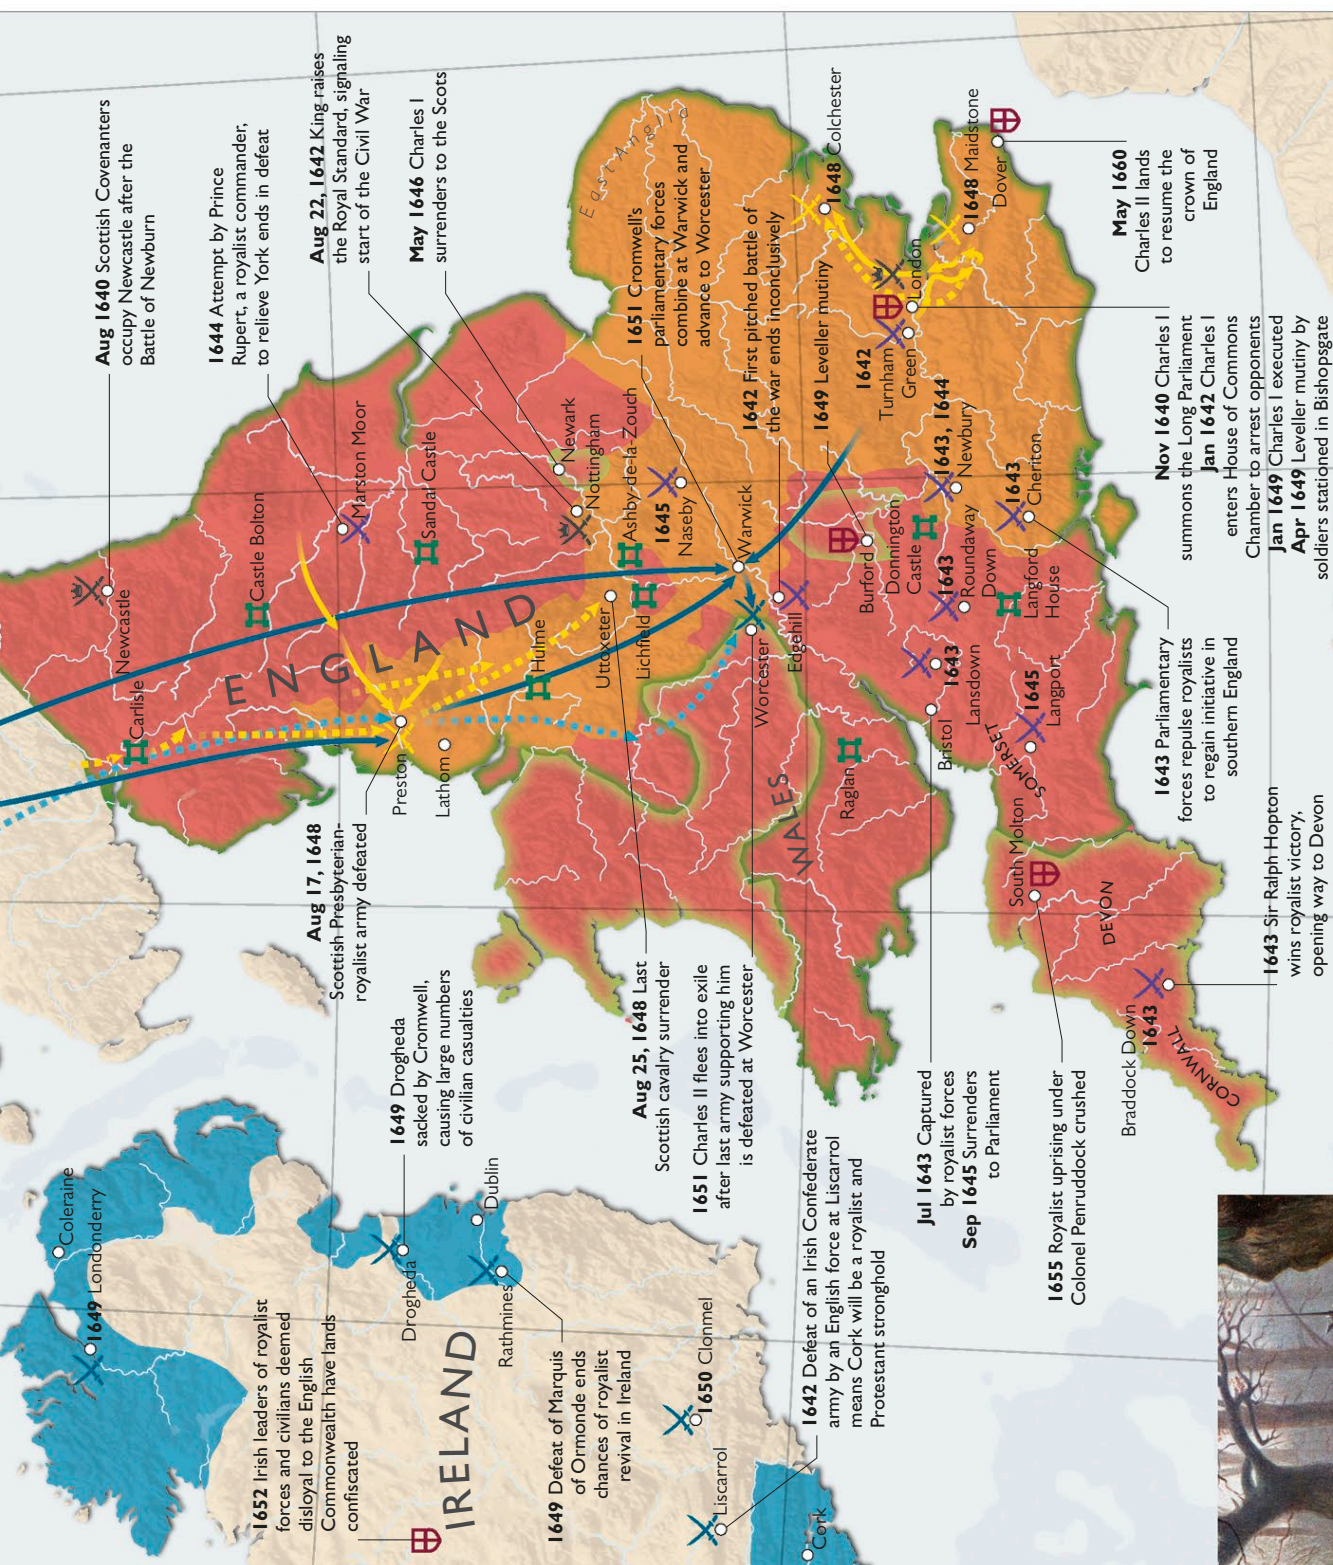 Aug 1640 Scottish Covenanters
occupy Newcastle after the
Battle of Newburn
1644 Attempt by Prince
Rupert, a royalist commander,
to relieve York ends in defeat
Aug 22, 1642 King raises
the Royal Standard, signaling
start of the Civil War
May 1646 Charles I
surrenders to the Scots
1651 Cromwell's
parliamentary forces
combine at Warwick and
advance to Worcester
1642 First pitched battle of
the war ends inconclusively
1649 Leveller mutiny
May 1660
Charles II lands
to resume the
crown of
England
Nov 1640 Charles I
summons the Long Parliament
Jan 1642 Charles I
enters House of Commons
Chamber to arrest opponents
Jan 1649 Charles I executed
Apr 1649 Leveller mutiny by
soldiers stationed in Bishopsgate
1643 Parliamentary
forces repulse royalists
to regain initiative in
southern England
1643 Sir Ralph Hopton
wins royalist victory,
opening way to Devon
Aug 17, 1648
Scottish Presbyterian-
royalist army defeated
1649 Drogheda
sacked by Cromwell,
causing large numbers
of civilian casualties
Aug 25, 1648 Last
Scottish cavalry surrender
1651 Charles II flees into exile
after last army supporting him
is defeated at Worcester
1642 Defeat of an Irish Confederate
army by an English force at Liscarrol
means Cork will be a royalist and
Protestant stronghold
Jul 1643 Captured
by royalist forces
Sep 1645 Surrenders
to Parliament
1655 Royalist uprising under
Colonel Penruddock crushed
1652 Irish leaders of royalist
forces and civilians deemed
disloyal to the English
Commonwealth have lands
confiscated
1649 Defeat of Marquis
of Ormonde ends
chances of royalist
revival in Ireland
ENGLAND
WALES
IRELAND
East Anglia
SOMERSET
DEVON
CORNWALL
Newcastle
Carlisle
Castle Bolton
Marston Moor
Sandal Castle
Newark
Nottingham
Ashby-de-la-Zouch
1645
Naseby
Preston
Lathom
Hulme
Uttoxeter
Lichfield
Warwick
Worcester
Edgehill
Burford
Donnington
Castle
1643, 1644
Newbury
1642
Turnham
Green
London
1648 Colchester
1648 Maidstone
Dover
1643
Cheriton
1643
Roundaway
Down
Langford
House
1643
Lansdown
Bristol
1645
Langport
Raglan
South Molton
Braddock Down
1643
Coleraine
1649 Londonderry
Drogheda
Dublin
Rathmines
1650 Clonmel
Liscarrol
Cork